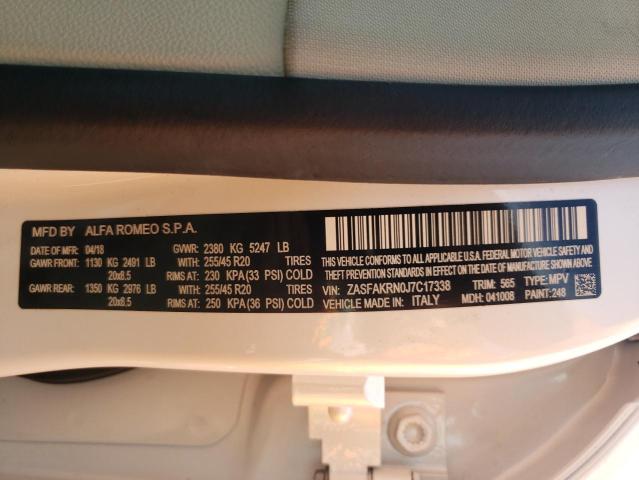 MFD BY ALFA ROMEO S.P.A.
DATE OF MFR: 04/18 GVWR: 2380 KG 5247 LB
GAWR FRONT: 1130 KG 2491 LB WITH 255/45 R20 TIRES
20x8.5 RIMS AT 230 KPA(33 PSI) COLD
GAWR REAR: 1350 KG 2976 LB WITH 255/45 R20 TIRES
20x8.5 RIMS AT 250 KPA(36 PSI) COLD
THIS VEHICLE CONFORMS TO ALL APPLICABLE U.S.A. FEDERAL MOTOR VEHICLE SAFETY AND
BUMPER, AND THEFT PREVENTION STANDARDS IN EFFECT ON THE DATE OF MANUFACTURE SHOWN ABOVE
VIN: ZASFAKRN0J7C17338 TRIM: 565 TYPE: MPV
VEHICLE MADE IN: ITALY MDH: 041008 PAINT: 248